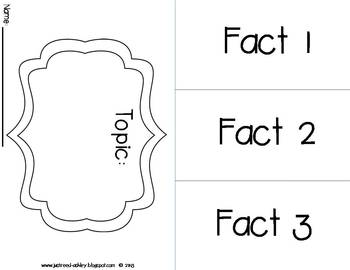 Name:
Topic:
Fact 1
Fact 2
Fact 3
www.justreed-ashley.blogspot.com © 2013